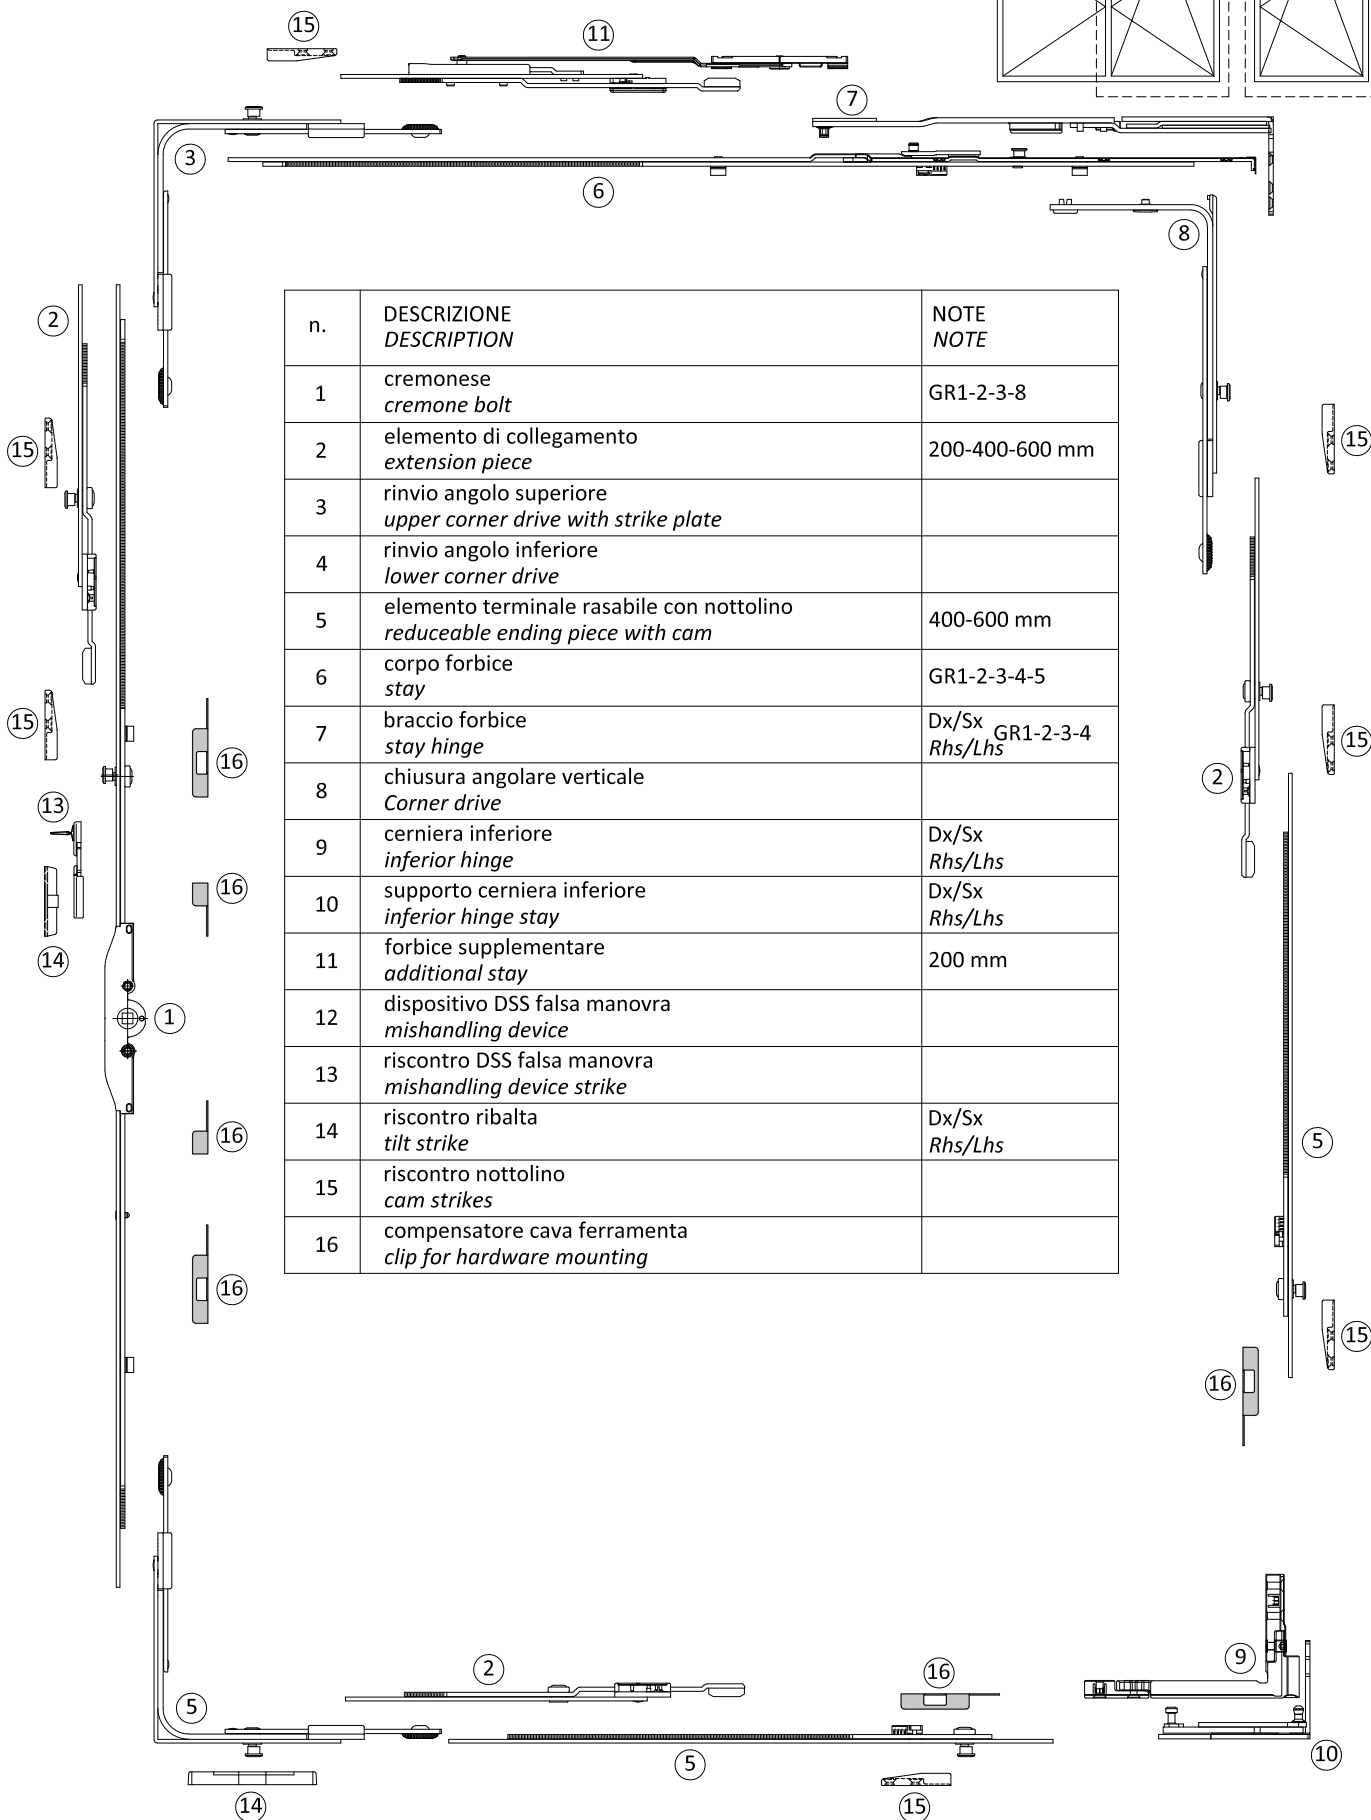 15
11
7
3
6
8
2
n.
DESCRIZIONE
DESCRIPTION
NOTE
NOTE
1
cremonese
cremone bolt
GR1-2-3-8
2
elemento di collegamento
extension piece
200-400-600 mm
3
rinvio angolo superiore
upper corner drive with strike plate
4
rinvio angolo inferiore
lower corner drive
5
elemento terminale rasabile con nottolino
reduceable ending piece with cam
400-600 mm
6
corpo forbice
stay
GR1-2-3-4-5
7
braccio forbice
stay hinge
Dx/Sx
Rhs/Lhs
GR1-2-3-4
8
chiusura angolare verticale
Corner drive
9
cerniera inferiore
inferior hinge
Dx/Sx
Rhs/Lhs
10
supporto cerniera inferiore
inferior hinge stay
Dx/Sx
Rhs/Lhs
11
forbice supplementare
additional stay
200 mm
12
dispositivo DSS falsa manovra
mishandling device
13
riscontro DSS falsa manovra
mishandling device strike
14
riscontro ribalta
tilt strike
Dx/Sx
Rhs/Lhs
15
riscontro nottolino
cam strikes
16
compensatore cava ferramenta
clip for hardware mounting
15
15
15
15
16
2
13
16
14
1
16
5
16
15
16
9
2
16
5
5
10
14
15